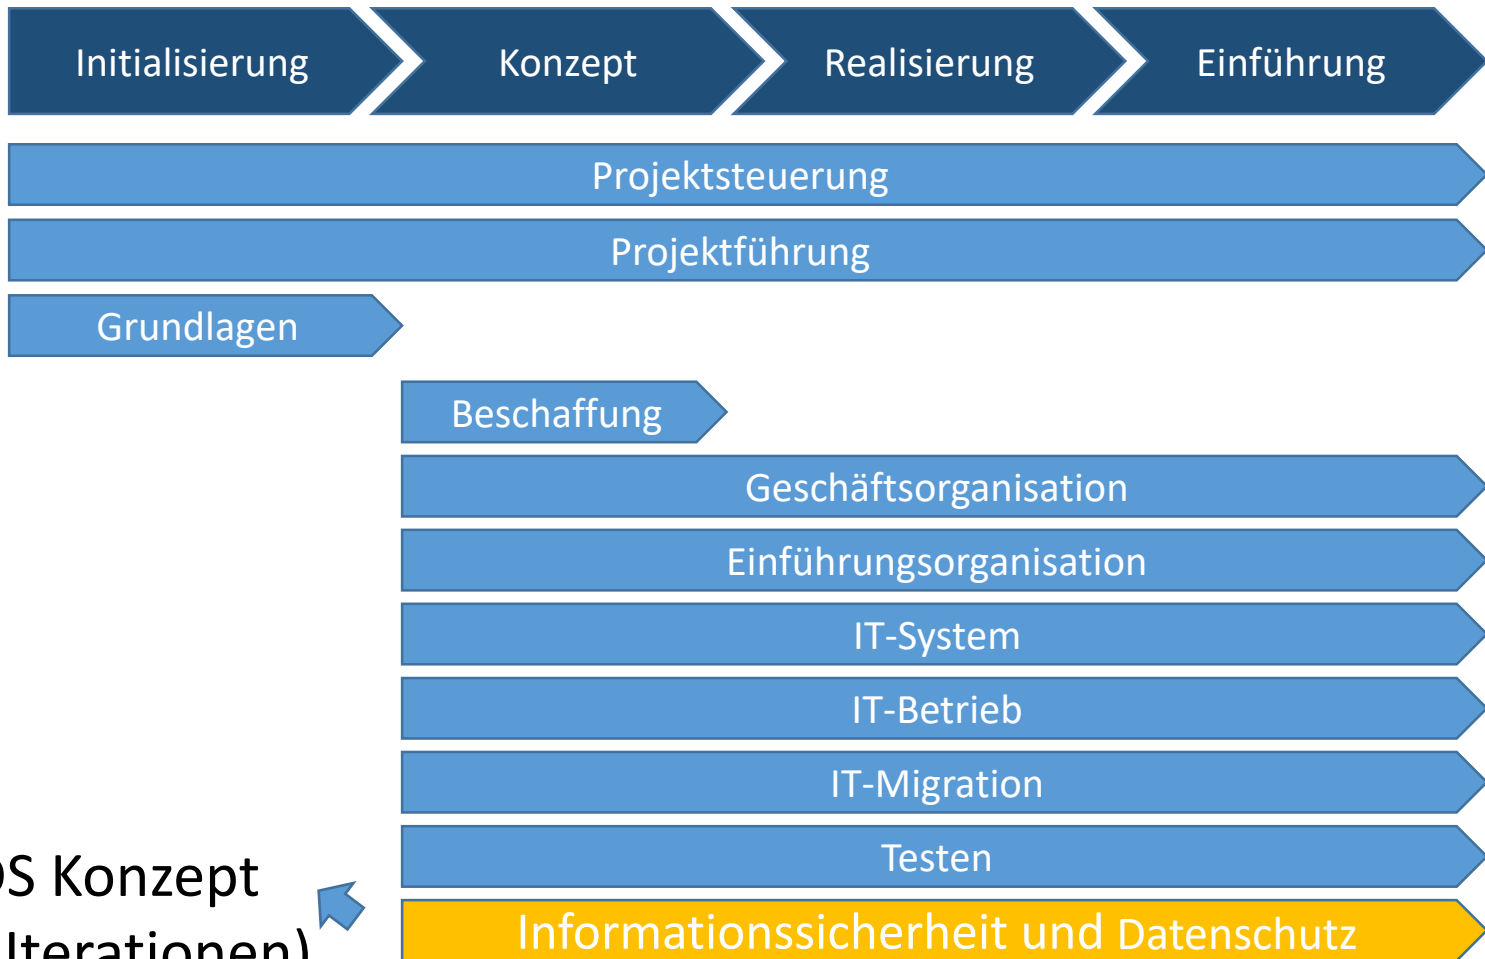 Initialisierung Konzept Realisierung Einführung
Projektsteuerung
Projektführung
Grundlagen
Beschaffung
Geschäftsorganisation
Einführungsorganisation
IT-System
IT-Betrieb
IT-Migration
Testen
Konzept
Iterationen)
Informationssicherheit und Datenschutz